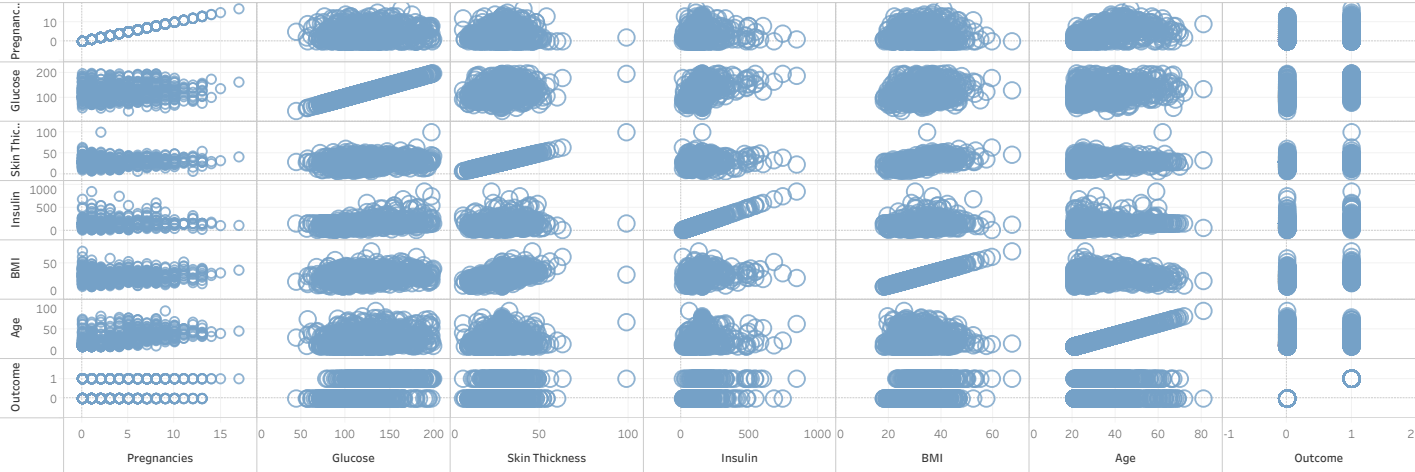 Pregnanc..
10
0
Glucose
200
100
Skin Thic..
100
50
0
Insulin
1000
500
0
BMI
50
0
Age
100
50
0
Outcome
1
0
0 5 10 15 0 50 100 150 200 0 50 100 0 500 1000 0 20 40 60 0 20 40 60 80 -1 0 1 2
Pregnancies Glucose Skin Thickness Insulin BMI Age Outcome